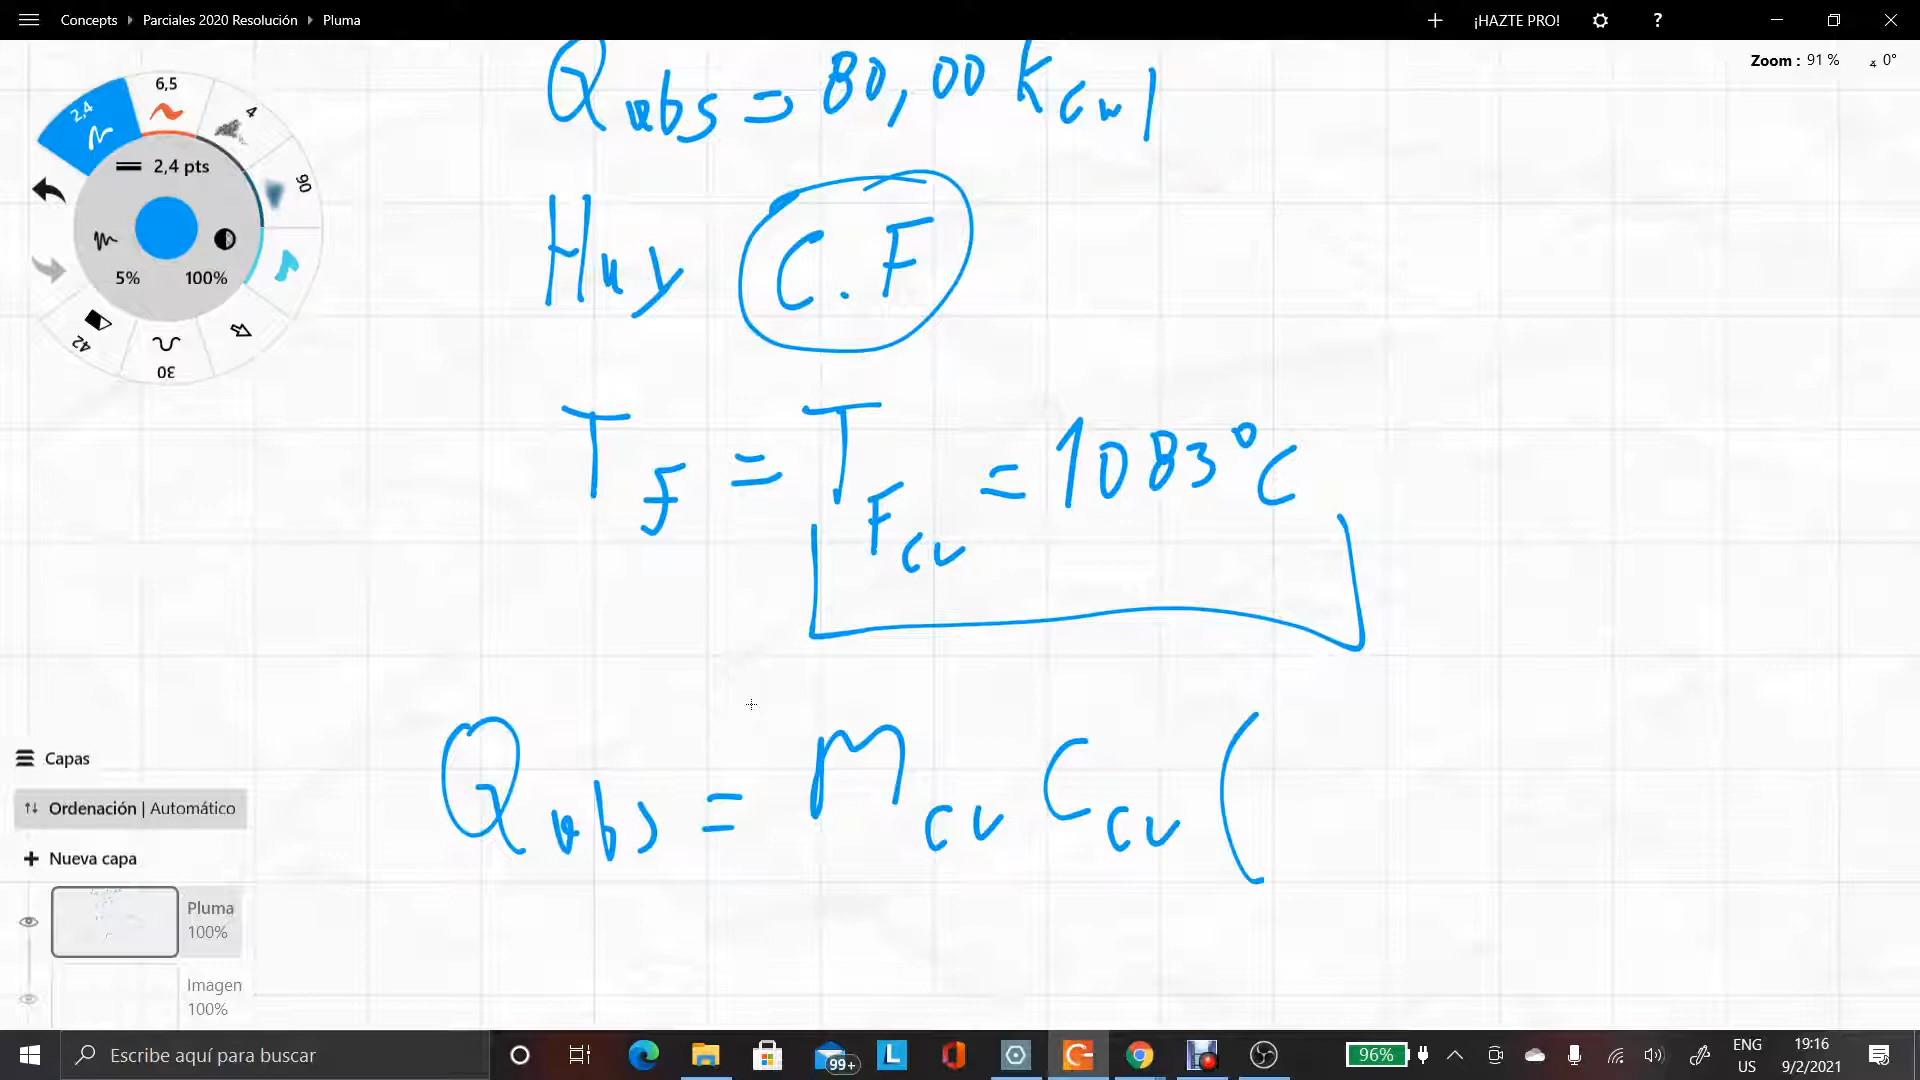 Concepts ▸ Parciales 2020 Resolución ▸ Pluma
¡HAZTE PRO!
?
Zoom : 91 % 0°
6,5
2,4
4
90
2,4 pts
5% 100%
42
30
Qabs = 80,00 Kcal
Hay C.F
Tf = TFcu = 1083°C
Qabs = mcu Ccu (
Capas
Ordenación | Automático
+ Nueva capa
Pluma
100%
Imagen
100%
Escribe aquí para buscar
99+
L
96%
ENG
US
19:16
9/2/2021